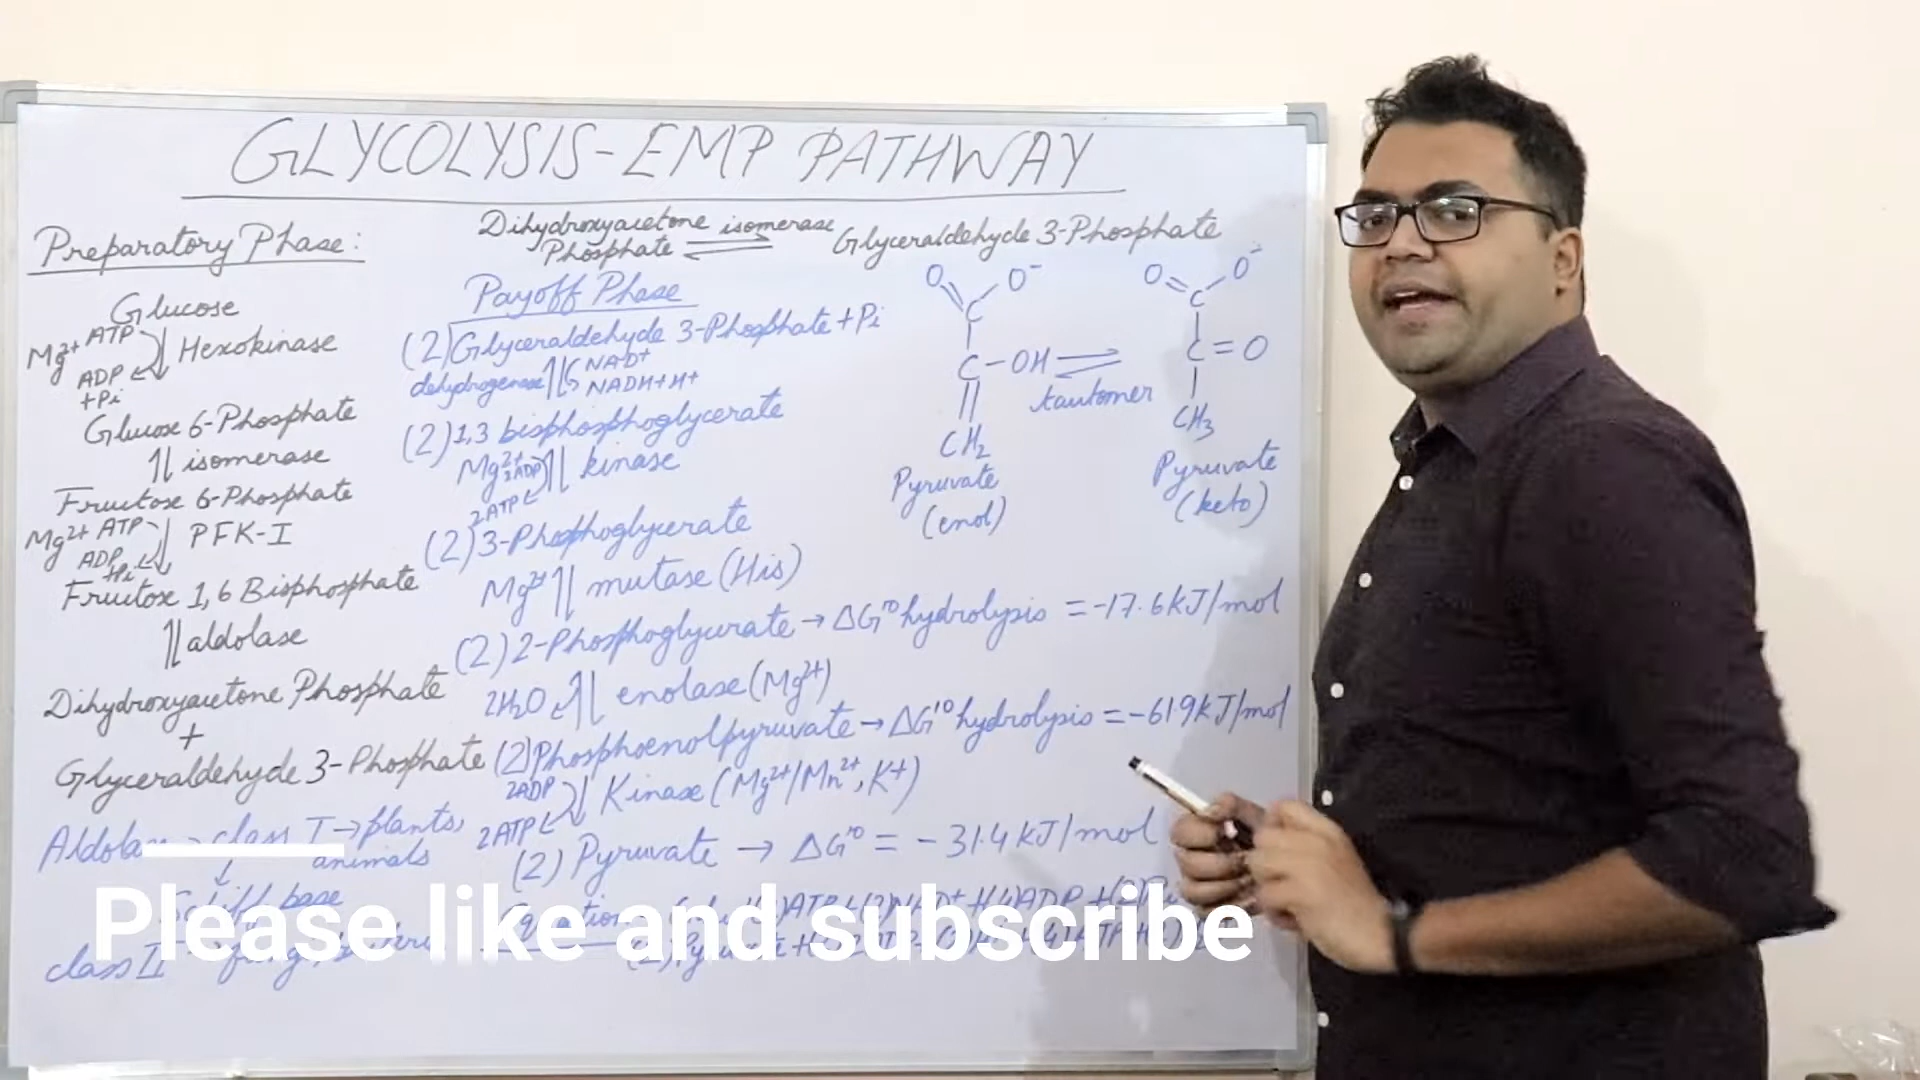 GLYCOLYSIS-EMP PATHWAY
Preparatory Phase:
Glucose
Mg2+ ATP Hexokinase
ADP
+Pi
Glucose 6-Phosphate
isomerase
Fructose 6-Phosphate
Mg2+ ATP PFK-I
ADP
+Pi
Fructose 1,6 Bisphosphate
aldolase
Dihydroxyacetone Phosphate
+
Glyceraldehyde 3-Phosphate
class I → plants,
animals
class II
Dihydroxyacetone isomerase
Phosphate ⇌ Glyceraldehyde 3-Phosphate
Payoff Phase
(2) Glyceraldehyde 3-Phosphate + Pi
dehydrogenase NAD+
NADH+H+
(2) 1,3 bisphosphoglycerate
Mg2+ 2ADP kinase
2ATP
(2) 3-Phosphoglycerate
Mg2+ mutase (His)
(2) 2-Phosphoglycerate → ΔG'° hydrolysis = -17.6 kJ/mol
2H2O enolase (Mg2+)
(2) Phosphoenolpyruvate → ΔG'° hydrolysis = -61.9 kJ/mol
2ADP Kinase (Mg2+/Mn2+, K+)
2ATP
(2) Pyruvate → ΔG'° = - 31.4 kJ/mol
O O-
C
C - OH ⇌
tautomer
CH2
Pyruvate
(enol)
O O-
C
C = O
CH3
Pyruvate
(keto)
Please like and subscribe